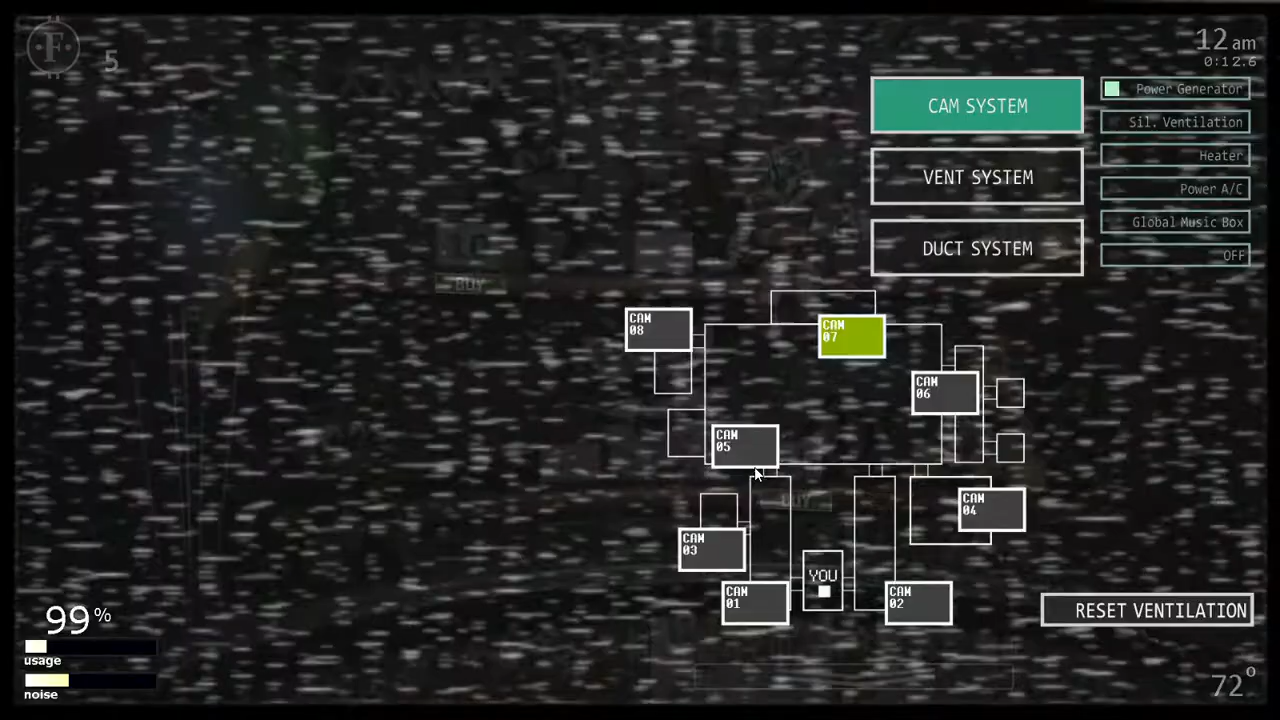 F 5
12 am
0:12.6
CAM SYSTEM
Power Generator
Sil. Ventilation
VENT SYSTEM
Heater
Power A/C
DUCT SYSTEM
Global Music Box
OFF
BUY
CAM
08
CAM
07
CAM
06
CAM
05
CAM
04
BUY
CAM
03
YOU
CAM
01
CAM
02
RESET VENTILATION
99%
usage
noise
72°